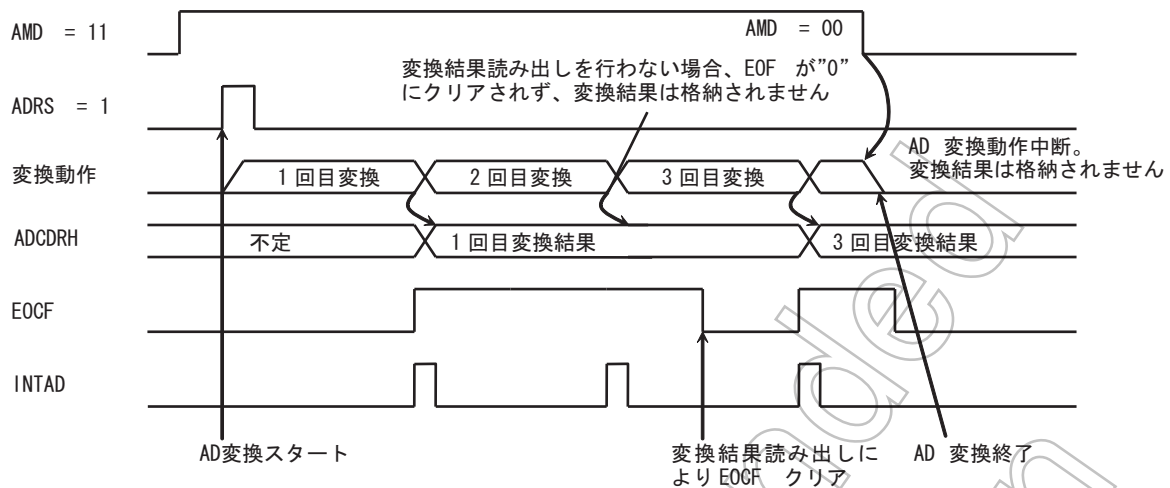 AMD = 11
AMD = 00
変換結果読み出しを行わない場合、EOF が"0"
にクリアされず、変換結果は格納されません
ADRS = 1
AD 変換動作中断。
変換結果は格納されません
変換動作
1回目変換
2回目変換
3回目変換
ADCDRH
不定
1回目変換結果
3回目変換結果
EOCF
INTAD
AD変換スタート
変換結果読み出しに
よりEOCF クリア
AD 変換終了